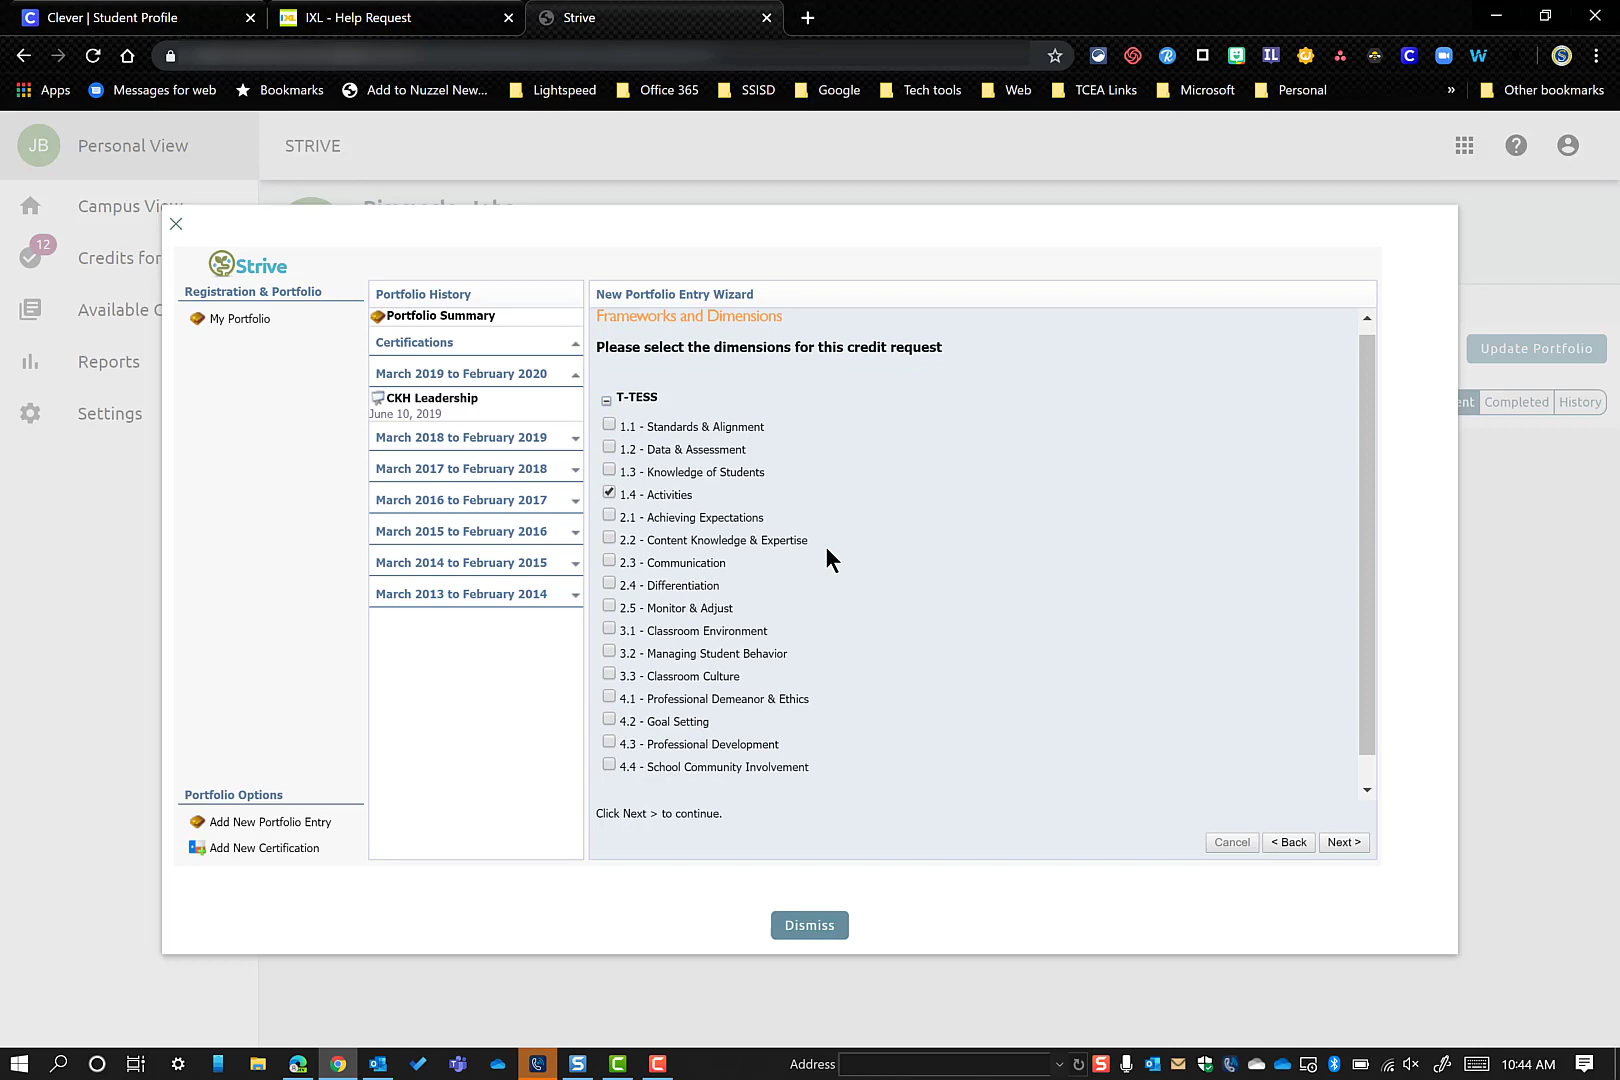 Clever | Student Profile
IXL - Help Request
Strive
Apps
Messages for web
Bookmarks
Add to Nuzzel New...
Lightspeed
Office 365
SSISD
Google
Tech tools
Web
TCEA Links
Microsoft
Personal
»
Other bookmarks
JB
Personal View
STRIVE
Campus View
12
Credits for
Available C
Reports
Settings
Update Portfolio
ent
Completed
History
Strive
Registration & Portfolio
My Portfolio
Portfolio Options
Add New Portfolio Entry
Add New Certification
Portfolio History
Portfolio Summary
Certifications
March 2019 to February 2020
CKH Leadership
June 10, 2019
March 2018 to February 2019
March 2017 to February 2018
March 2016 to February 2017
March 2015 to February 2016
March 2014 to February 2015
March 2013 to February 2014
New Portfolio Entry Wizard
Frameworks and Dimensions
Please select the dimensions for this credit request
T-TESS
1.1 - Standards & Alignment
1.2 - Data & Assessment
1.3 - Knowledge of Students
1.4 - Activities
2.1 - Achieving Expectations
2.2 - Content Knowledge & Expertise
2.3 - Communication
2.4 - Differentiation
2.5 - Monitor & Adjust
3.1 - Classroom Environment
3.2 - Managing Student Behavior
3.3 - Classroom Culture
4.1 - Professional Demeanor & Ethics
4.2 - Goal Setting
4.3 - Professional Development
4.4 - School Community Involvement
Click Next > to continue.
Cancel
< Back
Next >
Dismiss
Address
10:44 AM